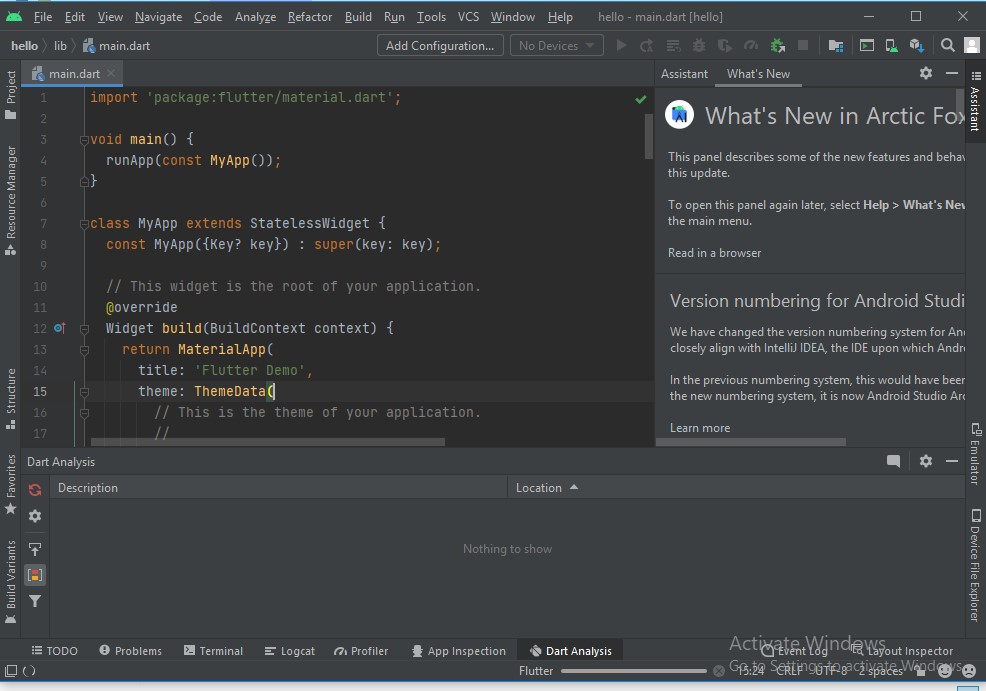 File Edit View Navigate Code Analyze Refactor Build Run Tools VCS Window Help hello - main.dart [hello]
hello lib main.dart Add Configuration... No Devices
Project
Resource Manager
Structure
Favorites
Build Variants
main.dart
1 import 'package:flutter/material.dart';
2
3 void main() {
4 runApp(const MyApp());
5 }
6
7 class MyApp extends StatelessWidget {
8 const MyApp({Key? key}) : super(key: key);
9
10 // This widget is the root of your application.
11 @override
12 Widget build(BuildContext context) {
13 return MaterialApp(
14 title: 'Flutter Demo',
15 theme: ThemeData(
16 // This is the theme of your application.
17 //
Assistant What's New
What's New in Arctic Fox
This panel describes some of the new features and behav
this update.
To open this panel again later, select Help > What's New
the main menu.
Read in a browser
Version numbering for Android Studi
We have changed the version numbering system for An
closely align with IntelliJ IDEA, the IDE upon which Andr
In the previous numbering system, this would have been
the new numbering system, it is now Android Studio Arc
Learn more
Assistant
Emulator
Device File Explorer
Dart Analysis
Description Location
Nothing to show
TODO Problems Terminal Logcat Profiler App Inspection Dart Analysis Event Log Layout Inspector
Flutter 15:24 CRLF UTF-8 2 spaces
Activate Windows
Go to Settings to activate Windows.